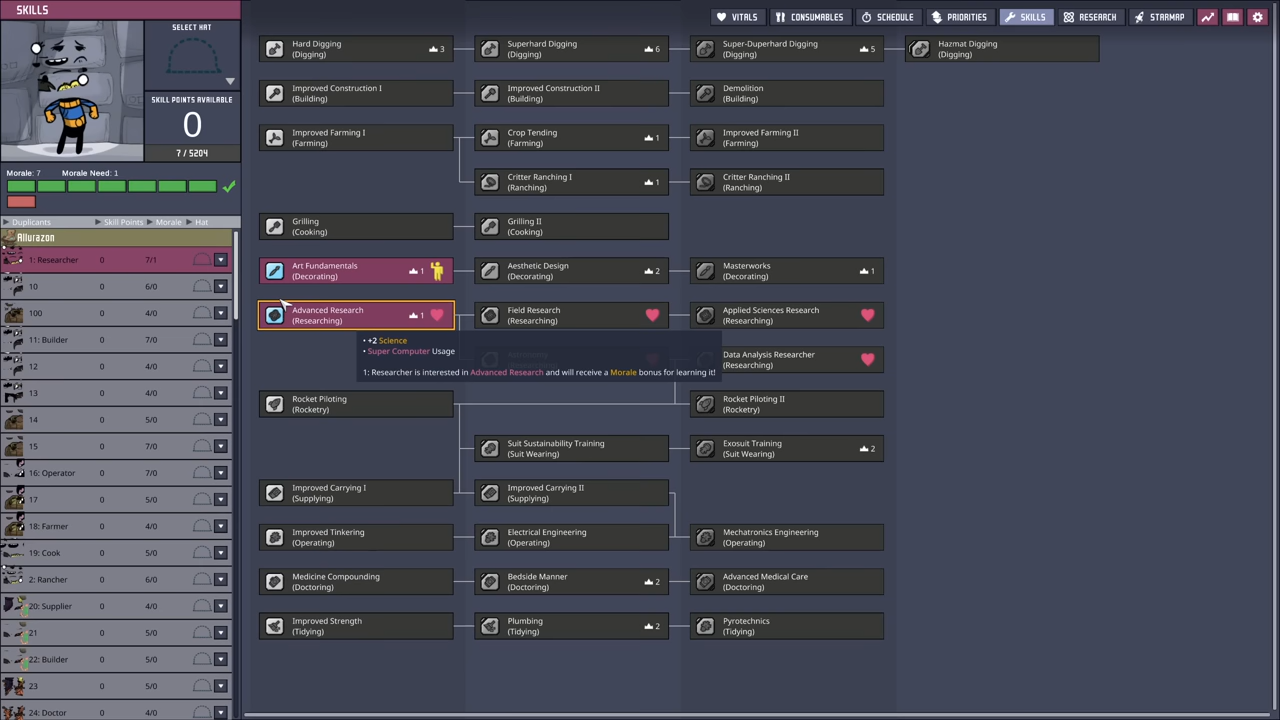 SKILLS
VITALS
CONSUMABLES
SCHEDULE
PRIORITIES
SKILLS
RESEARCH
STARMAP
SELECT HAT
SKILL POINTS AVAILABLE
0
7 / 5204
Morale: 7
Morale Need: 1
Duplicants
Skill Points
Morale
Hat
Allurazon
1: Researcher 0 7/1
10 0 6/0
100 0 4/0
11: Builder 0 7/0
12 0 4/0
13 0 4/0
14 0 5/0
15 0 7/0
16: Operator 0 7/0
17 0 5/0
18: Farmer 0 4/0
19: Cook 0 5/0
2: Rancher 0 6/0
20: Supplier 0 4/0
21 0 5/0
22: Builder 0 5/0
23 0 5/0
24: Doctor 0 4/0
Hard Digging
(Digging)
3
Superhard Digging
(Digging)
6
Super-Duperhard Digging
(Digging)
5
Hazmat Digging
(Digging)
Improved Construction I
(Building)
Improved Construction II
(Building)
Demolition
(Building)
Improved Farming I
(Farming)
Crop Tending
(Farming)
1
Improved Farming II
(Farming)
Critter Ranching I
(Ranching)
1
Critter Ranching II
(Ranching)
Grilling
(Cooking)
Grilling II
(Cooking)
Art Fundamentals
(Decorating)
1
Aesthetic Design
(Decorating)
2
Masterworks
(Decorating)
1
Advanced Research
(Researching)
1
Field Research
(Researching)
Applied Sciences Research
(Researching)
• +2 Science
• Super Computer Usage
1: Researcher is interested in Advanced Research and will receive a Morale bonus for learning it!
Data Analysis Researcher
(Researching)
Rocket Piloting
(Rocketry)
Rocket Piloting II
(Rocketry)
Suit Sustainability Training
(Suit Wearing)
Exosuit Training
(Suit Wearing)
2
Improved Carrying I
(Supplying)
Improved Carrying II
(Supplying)
Improved Tinkering
(Operating)
Electrical Engineering
(Operating)
Mechatronics Engineering
(Operating)
Medicine Compounding
(Doctoring)
Bedside Manner
(Doctoring)
2
Advanced Medical Care
(Doctoring)
Improved Strength
(Tidying)
Plumbing
(Tidying)
2
Pyrotechnics
(Tidying)